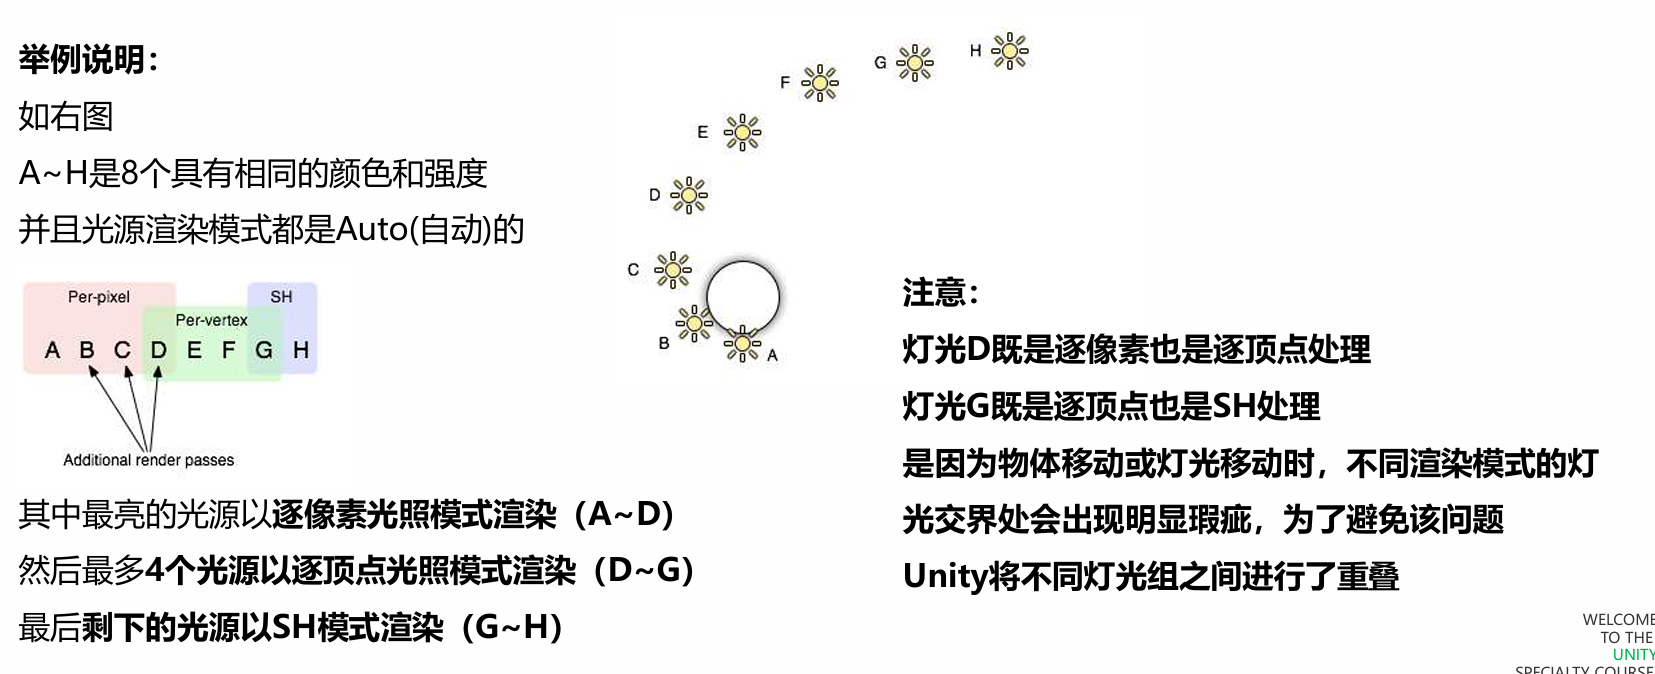 举例说明：
如右图
A~H是8个具有相同的颜色和强度
并且光源渲染模式都是Auto(自动)的
Per-pixel
SH
Per-vertex
A B C D E F G H
Additional render passes
其中最亮的光源以逐像素光照模式渲染（A~D）
然后最多4个光源以逐顶点光照模式渲染（D~G）
最后剩下的光源以SH模式渲染（G~H）
H
G
F
E
D
C
B
A
注意：
灯光D既是逐像素也是逐顶点处理
灯光G既是逐顶点也是SH处理
是因为物体移动或灯光移动时，不同渲染模式的灯
光交界处会出现明显瑕疵，为了避免该问题
Unity将不同灯光组之间进行了重叠
WELCOME
TO THE
UNITY
SPECIALTY COURSE